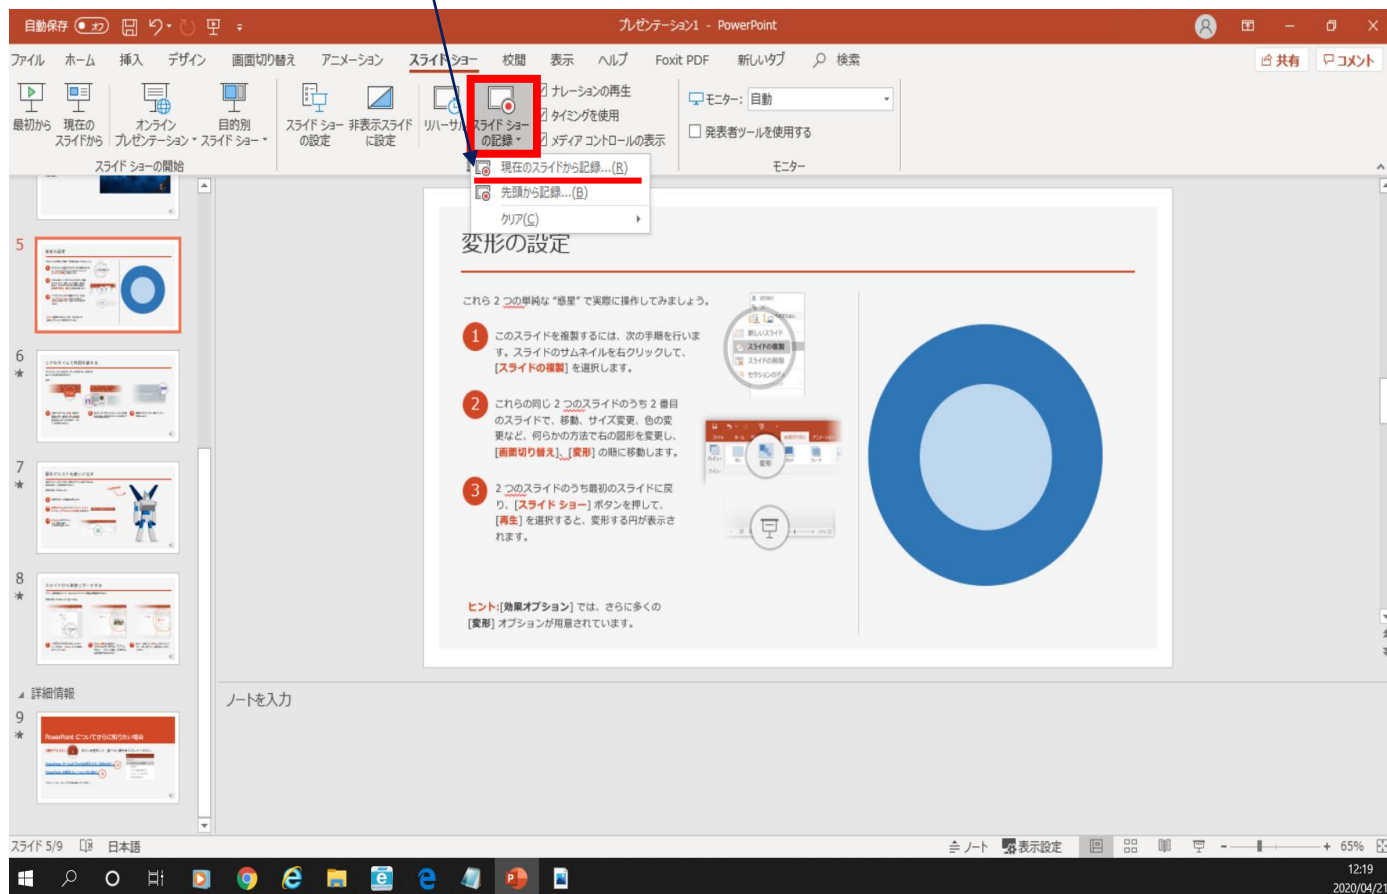 自動保存 オフ
プレゼンテーション1 - PowerPoint
ファイル ホーム 挿入 デザイン 画面切り替え アニメーション スライド ショー 校閲 表示 ヘルプ Foxit PDF 新しいタブ 検索
共有 コメント
最初から
現在の
スライドから
オンライン
プレゼンテーション
目的別
スライド ショー
スライド ショー
の設定
非表示スライド
に設定
リハーサル
スライド ショー
の記録
ナレーションの再生
タイミングを使用
メディア コントロールの表示
モニター: 自動
発表者ツールを使用する
スライド ショーの開始
モニター
現在のスライドから記録...(R)
先頭から記録...(B)
クリア(C)
5
6
7
8
詳細情報
9
PowerPoint についてさらに知りたい場合
変形の設定
これら 2 つの単純な “惑星” で実際に操作してみましょう。
1
このスライドを複製するには、次の手順を行いま
す。スライドのサムネイルを右クリックして、
[スライドの複製] を選択します。
2
これらの同じ 2 つのスライドのうち 2 番目
のスライドで、移動、サイズ変更、色の変
更など、何らかの方法で右の図形を変更し、
[画面切り替え]、[変形] の順に移動します。
3
2 つのスライドのうち最初のスライドに戻
り、[スライド ショー] ボタンを押して、
[再生] を選択すると、変形する円が表示さ
れます。
ヒント:[効果オプション] では、さらに多くの
[変形] オプションが用意されています。
新しいスライド
スライドの複製
スライドの削除
変形
ノートを入力
スライド 5/9 日本語
ノート 表示設定 65%
12:19
2020/04/21